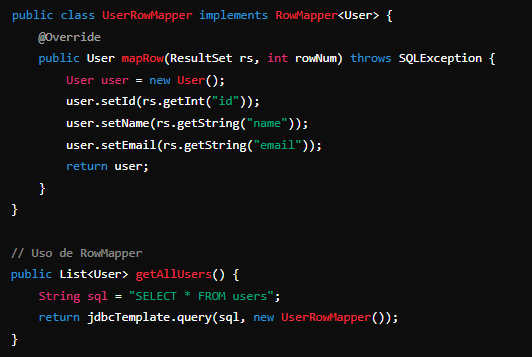 public class UserRowMapper implements RowMapper<User> {
    @Override
    public User mapRow(ResultSet rs, int rowNum) throws SQLException {
        User user = new User();
        user.setId(rs.getInt("id"));
        user.setName(rs.getString("name"));
        user.setEmail(rs.getString("email"));
        return user;
    }
}

// Uso de RowMapper
public List<User> getAllUsers() {
    String sql = "SELECT * FROM users";
    return jdbcTemplate.query(sql, new UserRowMapper());
}